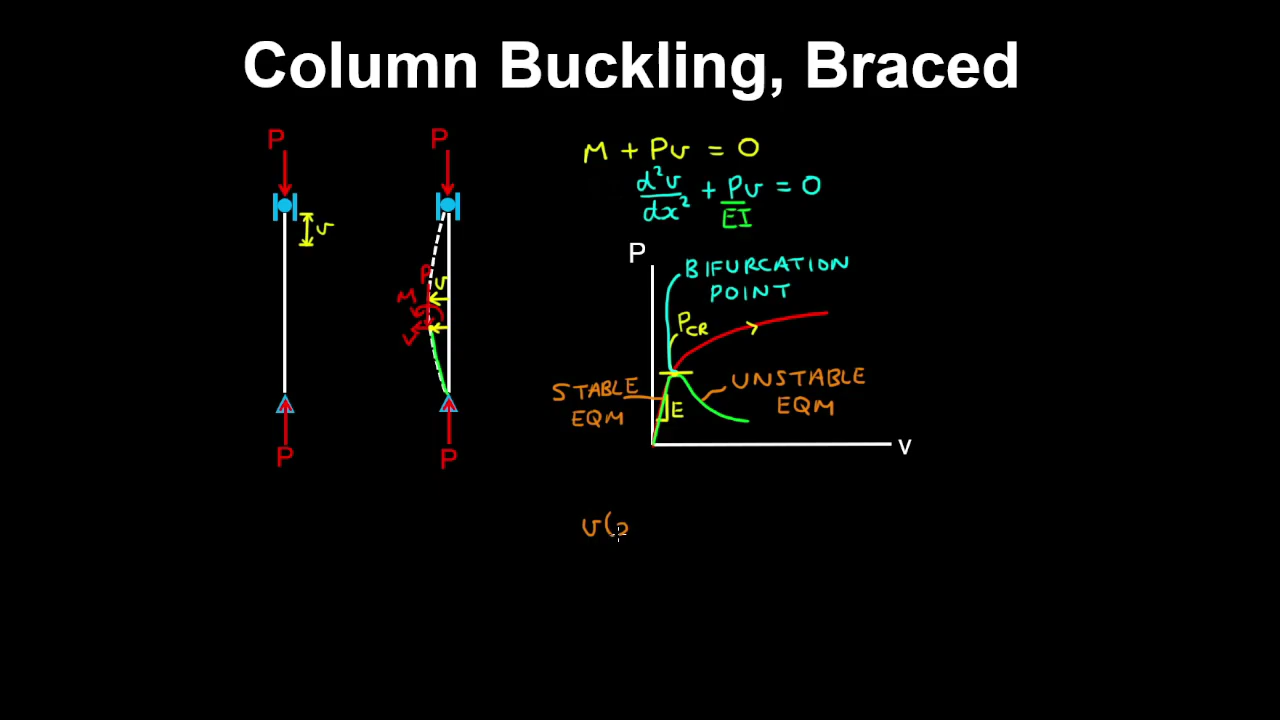 Column Buckling, Braced
P
P
v
P
M
v
v
P
P
M + Pv = 0
d²v/dx² + Pv/EI = 0
P
BIFURCATION
POINT
PCR
STABLE
EQM
E
UNSTABLE
EQM
v
v(